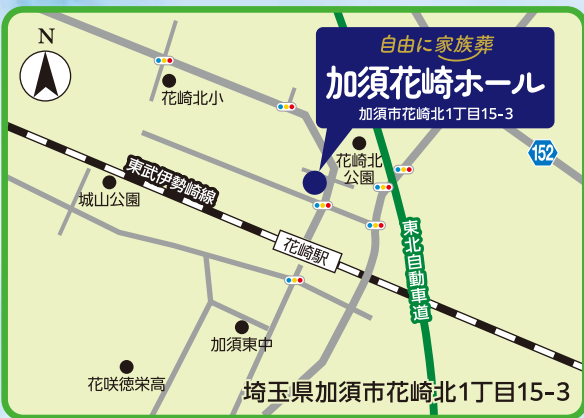 N
自由に家族葬
加須花崎ホール
加須市花崎北1丁目15-3
花崎北小
花崎北
公園
152
東武伊勢崎線
城山公園
花崎駅
東北自動車道
加須東中
花咲徳栄高
埼玉県加須市花崎北1丁目15-3